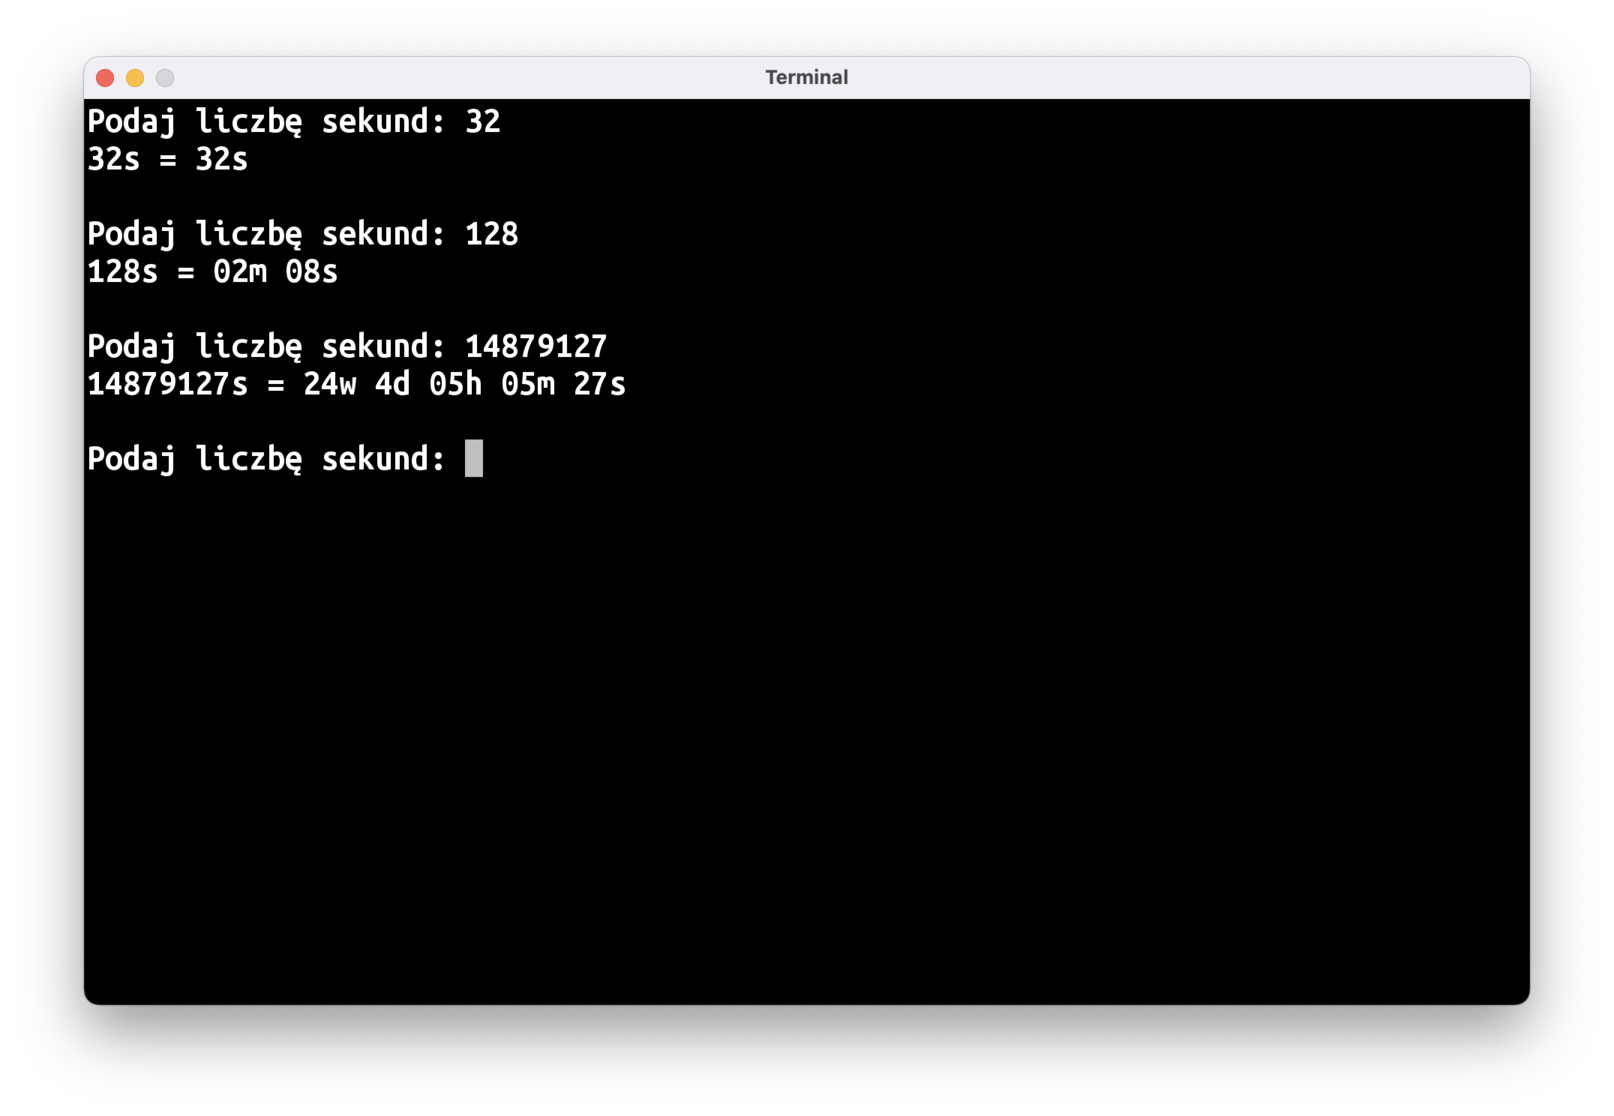 Terminal
Podaj liczbę sekund: 32
32s = 32s
Podaj liczbę sekund: 128
128s = 02m 08s
Podaj liczbę sekund: 14879127
14879127s = 24w 4d 05h 05m 27s
Podaj liczbę sekund: